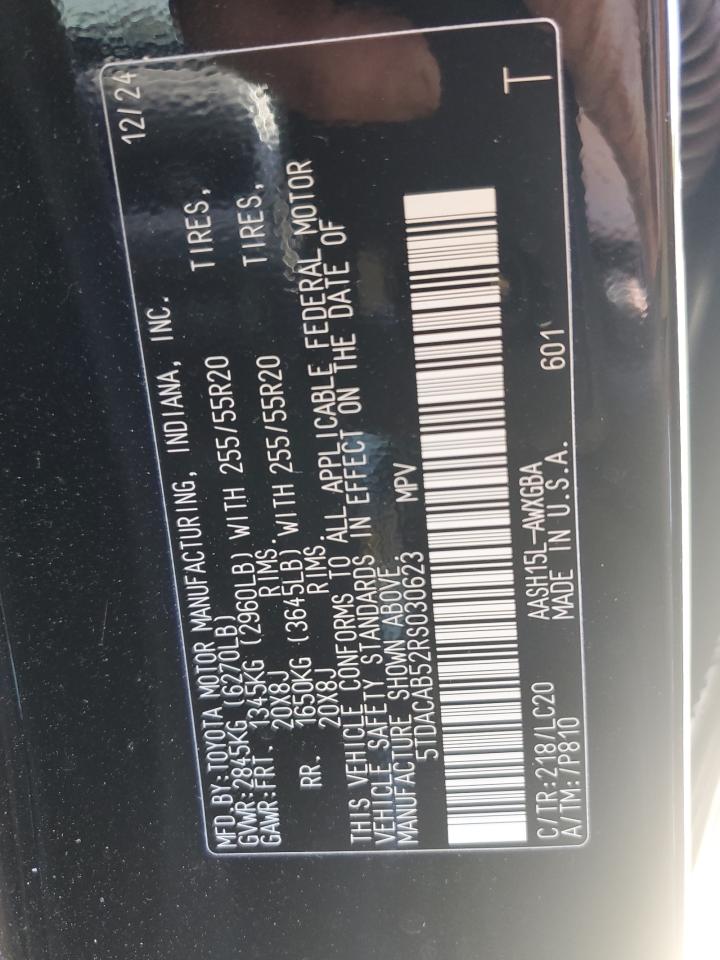 MFD.BY:TOYOTA MOTOR MANUFACTURING, INDIANA, INC. 12/24
GVWR:2845KG (6270LB)
GAWR:FRT. 1345KG (2960LB) WITH 255/55R20 TIRES,
20X8J RIMS.
RR. 1650KG (3645LB) WITH 255/55R20 TIRES,
20X8J RIMS.
THIS VEHICLE CONFORMS TO ALL APPLICABLE FEDERAL MOTOR
VEHICLE SAFETY STANDARDS IN EFFECT ON THE DATE OF
MANUFACTURE SHOWN ABOVE.
5TDACAB52RS030623 MPV
T
C/TR:218/LC20 AASH15L-AWXGBA 601
A/TM:/P810 MADE IN U.S.A.